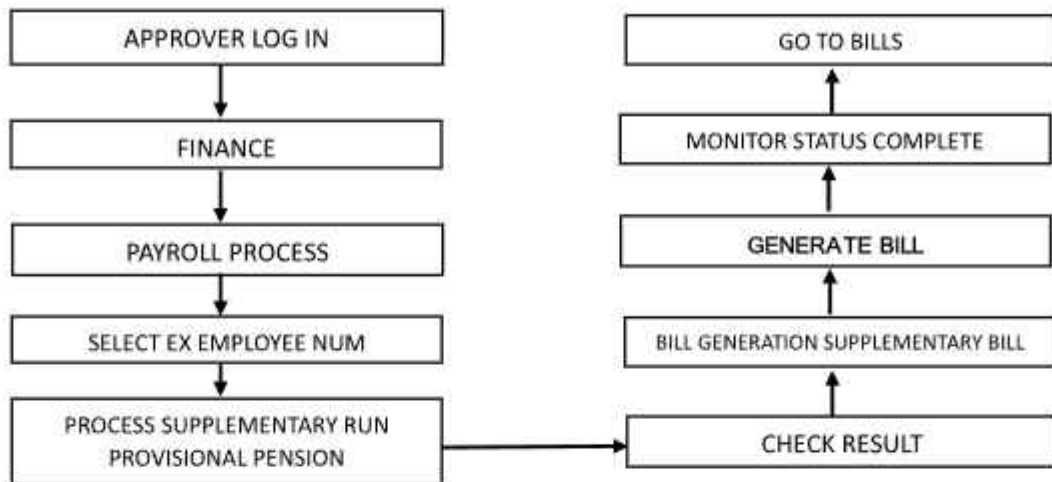 APPROVER LOG IN
FINANCE
PAYROLL PROCESS
SELECT EX EMPLOYEE NUM
PROCESS SUPPLEMENTARY RUN
PROVISIONAL PENSION
CHECK RESULT
BILL GENERATION SUPPLEMENTARY BILL
GENERATE BILL
MONITOR STATUS COMPLETE
GO TO BILLS